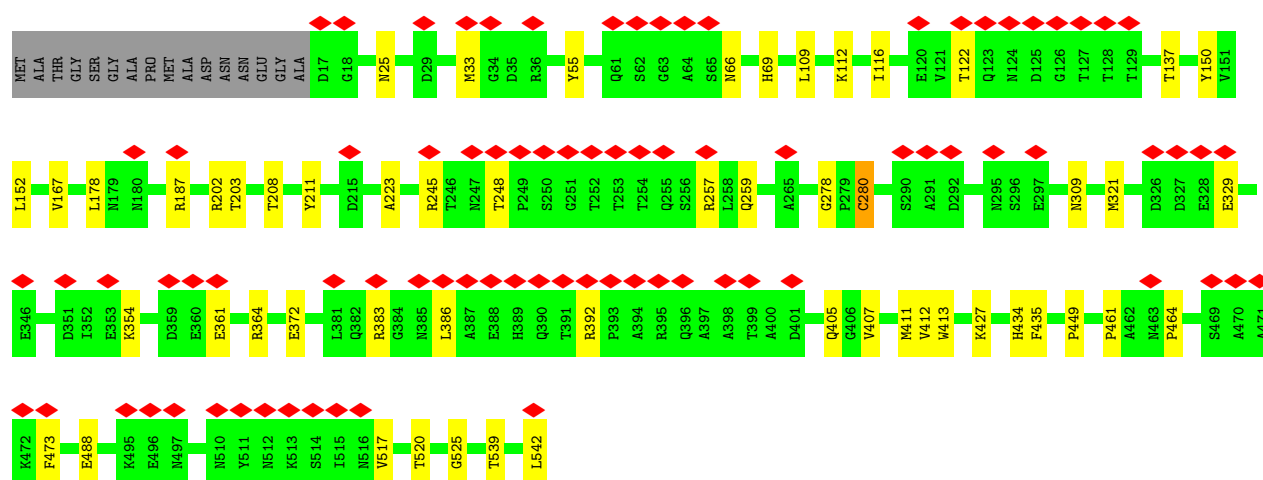 MET ALA THR GLY SER GLY ALA PRO MET ALA ASP ASN ASN GLU GLY ALA D17 G18 N25 D29 M33 G34 D35 R36 Y55 Q61 S62 G63 A64 S65 N66 H69 L109 K112 I116 E120 V121 T122 Q123 N124 D125 G126 T127 T128 T129 T137 Y150 V151
L152 V167 L178 N179 N180 R187 R202 T203 T208 Y211 D215 A223 R245 T246 N247 T248 P249 S250 G251 T252 T253 T254 Q255 S256 R257 L258 Q259 A265 G278 P279 C280 S290 A291 D292 N295 S296 E297 N309 M321 D326 D327 E328 E329
E346 D351 I352 E353 K354 D359 E360 E361 R364 E372 L381 Q382 R383 G384 N385 L386 A387 E388 H389 Q390 T391 R392 P393 A394 R395 Q396 A397 A398 T399 A400 D401 Q405 G406 V407 M411 V412 W413 K427 H434 F435 P449 P461 A462 N463 P464 S469 A470 A471
K472 F473 E488 K495 E496 N497 N510 Y511 N512 K513 S514 I515 N516 V517 T520 G525 T539 L542